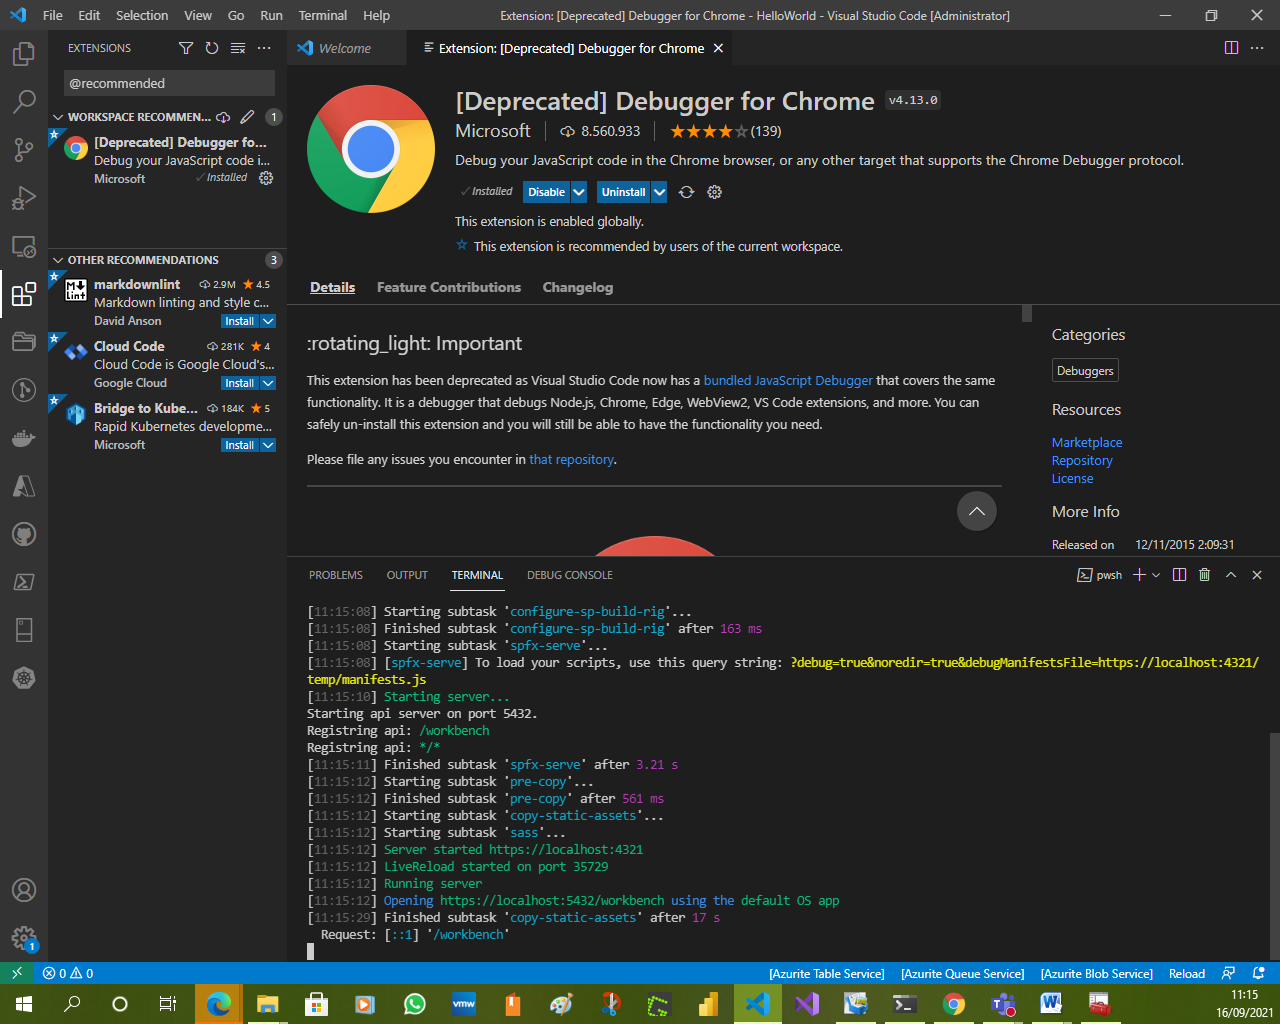 File Edit Selection View Go Run Terminal Help Extension: [Deprecated] Debugger for Chrome - HelloWorld - Visual Studio Code [Administrator]
EXTENSIONS
Welcome
Extension: [Deprecated] Debugger for Chrome
@recommended
WORKSPACE RECOMMEN... 1
[Deprecated] Debugger fo...
Debug your JavaScript code i...
Microsoft Installed
OTHER RECOMMENDATIONS 3
markdownlint 2.9M 4.5
Markdown linting and style c...
David Anson Install
Cloud Code 281K 4
Cloud Code is Google Cloud's...
Google Cloud Install
Bridge to Kube... 184K 5
Rapid Kubernetes developme...
Microsoft Install
[Deprecated] Debugger for Chrome v4.13.0
Microsoft 8.560.933 (139)
Debug your JavaScript code in the Chrome browser, or any other target that supports the Chrome Debugger protocol.
Installed Disable Uninstall
This extension is enabled globally.
This extension is recommended by users of the current workspace.
Details Feature Contributions Changelog
:rotating_light: Important
This extension has been deprecated as Visual Studio Code now has a bundled JavaScript Debugger that covers the same
functionality. It is a debugger that debugs Node.js, Chrome, Edge, WebView2, VS Code extensions, and more. You can
safely un-install this extension and you will still be able to have the functionality you need.
Please file any issues you encounter in that repository.
Categories
Debuggers
Resources
Marketplace
Repository
License
More Info
Released on 12/11/2015 2:09:31
PROBLEMS OUTPUT TERMINAL DEBUG CONSOLE pwsh
[11:15:08] Starting subtask 'configure-sp-build-rig'...
[11:15:08] Finished subtask 'configure-sp-build-rig' after 163 ms
[11:15:08] Starting subtask 'spfx-serve'...
[11:15:08] [spfx-serve] To load your scripts, use this query string: ?debug=true&noredir=true&debugManifestsFile=https://localhost:4321/
temp/manifests.js
[11:15:10] Starting server...
Starting api server on port 5432.
Registring api: /workbench
Registring api: */*
[11:15:11] Finished subtask 'spfx-serve' after 3.21 s
[11:15:12] Starting subtask 'pre-copy'...
[11:15:12] Finished subtask 'pre-copy' after 561 ms
[11:15:12] Starting subtask 'copy-static-assets'...
[11:15:12] Starting subtask 'sass'...
[11:15:12] Server started https://localhost:4321
[11:15:12] LiveReload started on port 35729
[11:15:12] Running server
[11:15:12] Opening https://localhost:5432/workbench using the default OS app
[11:15:29] Finished subtask 'copy-static-assets' after 17 s
Request: [::1] '/workbench'
1
0 0 [Azurite Table Service] [Azurite Queue Service] [Azurite Blob Service] Reload
vmw
11:15
16/09/2021